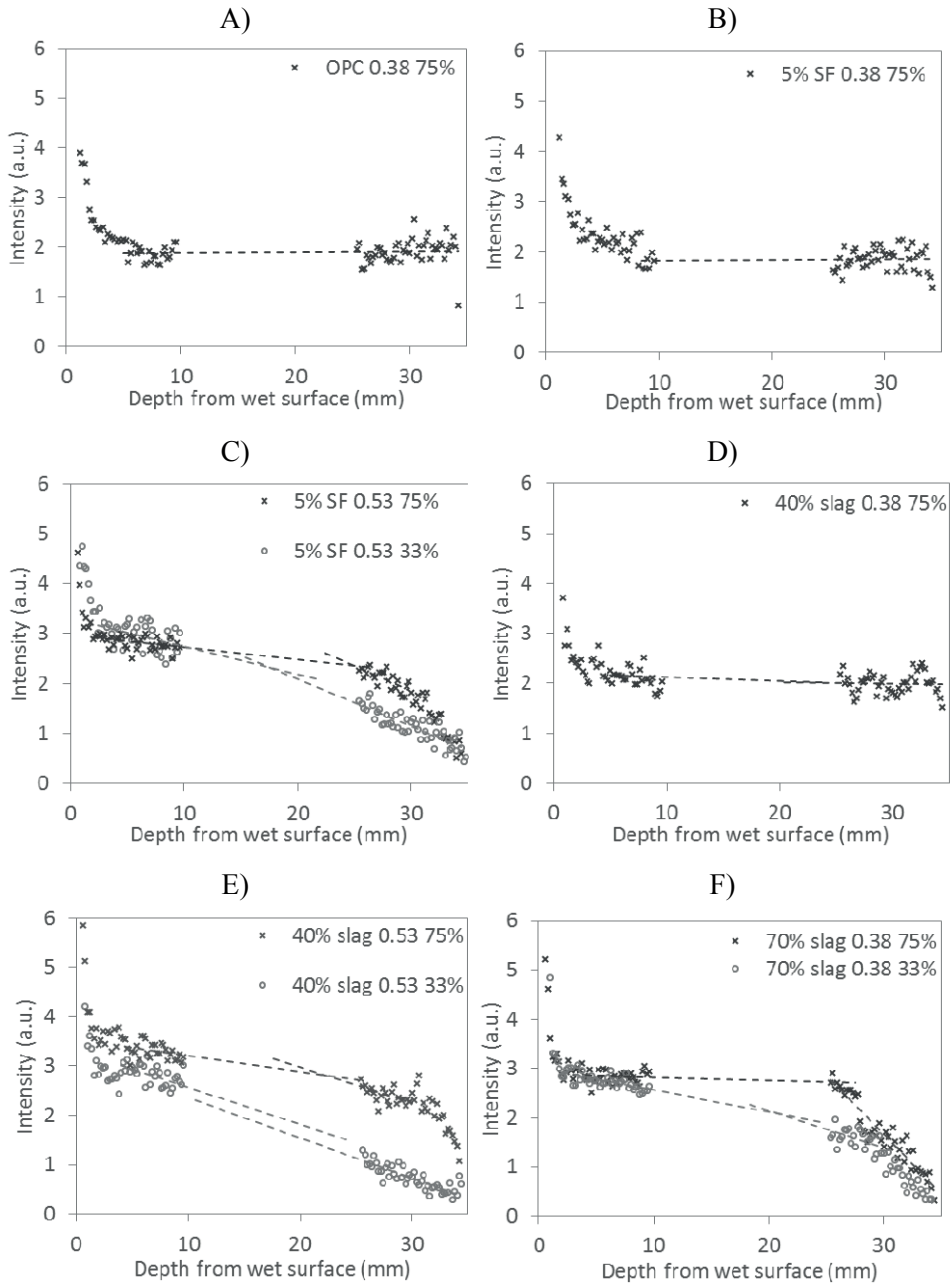 A)
OPC 0.38 75%
6
5
4
3
2
1
0
Intensity (a.u.)
0 10 20 30
Depth from wet surface (mm)
B)
5% SF 0.38 75%
6
5
4
3
2
1
0
Intensity (a.u.)
0 10 20 30
Depth from wet surface (mm)
C)
5% SF 0.53 75%
5% SF 0.53 33%
6
5
4
3
2
1
0
Intensity (a.u.)
0 10 20 30
Depth from wet surface (mm)
D)
40% slag 0.38 75%
6
5
4
3
2
1
0
Intensity (a.u.)
0 10 20 30
Depth from wet surface (mm)
E)
40% slag 0.53 75%
40% slag 0.53 33%
6
5
4
3
2
1
0
Intensity (a.u.)
0 10 20 30
Depth from wet surface (mm)
F)
70% slag 0.38 75%
70% slag 0.38 33%
6
5
4
3
2
1
0
Intensity (a.u.)
0 10 20 30
Depth from wet surface (mm)